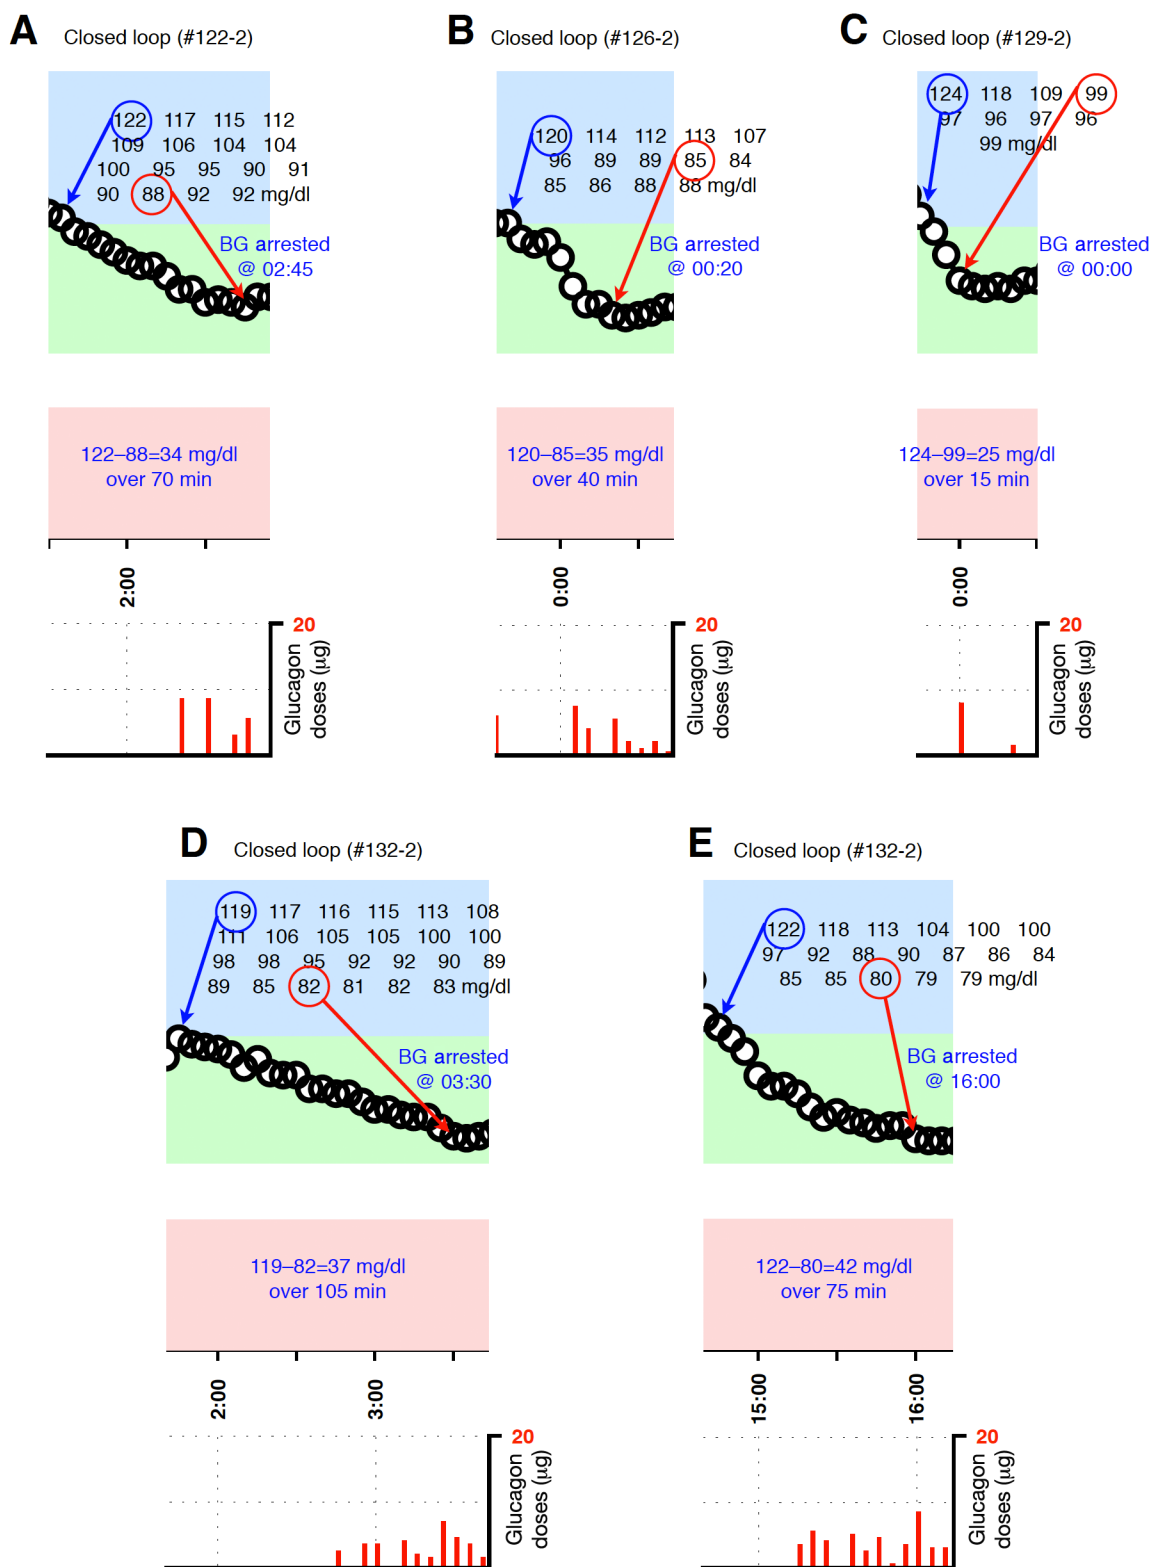 A Closed loop (#122-2)
122 117 115 112
109 106 104 104
100 95 95 90 91
90 88 92 92 mg/dl
BG arrested
@ 02:45
122–88=34 mg/dl
over 70 min
2:00
20
Glucagon
doses (µg)
B Closed loop (#126-2)
120 114 112 113 107
96 89 89 85 84
85 86 88 88 mg/dl
BG arrested
@ 00:20
120–85=35 mg/dl
over 40 min
0:00
20
Glucagon
doses (µg)
C Closed loop (#129-2)
124 118 109 99
97 96 97 96
99 mg/dl
BG arrested
@ 00:00
124–99=25 mg/dl
over 15 min
0:00
20
Glucagon
doses (µg)
D Closed loop (#132-2)
119 117 116 115 113 108
111 106 105 105 100 100
98 98 95 92 92 90 89
89 85 82 81 82 83 mg/dl
BG arrested
@ 03:30
119–82=37 mg/dl
over 105 min
2:00 3:00
20
Glucagon
doses (µg)
E Closed loop (#132-2)
122 118 113 104 100 100
97 92 88 90 87 86 84
85 85 80 79 79 mg/dl
BG arrested
@ 16:00
122–80=42 mg/dl
over 75 min
15:00 16:00
20
Glucagon
doses (µg)